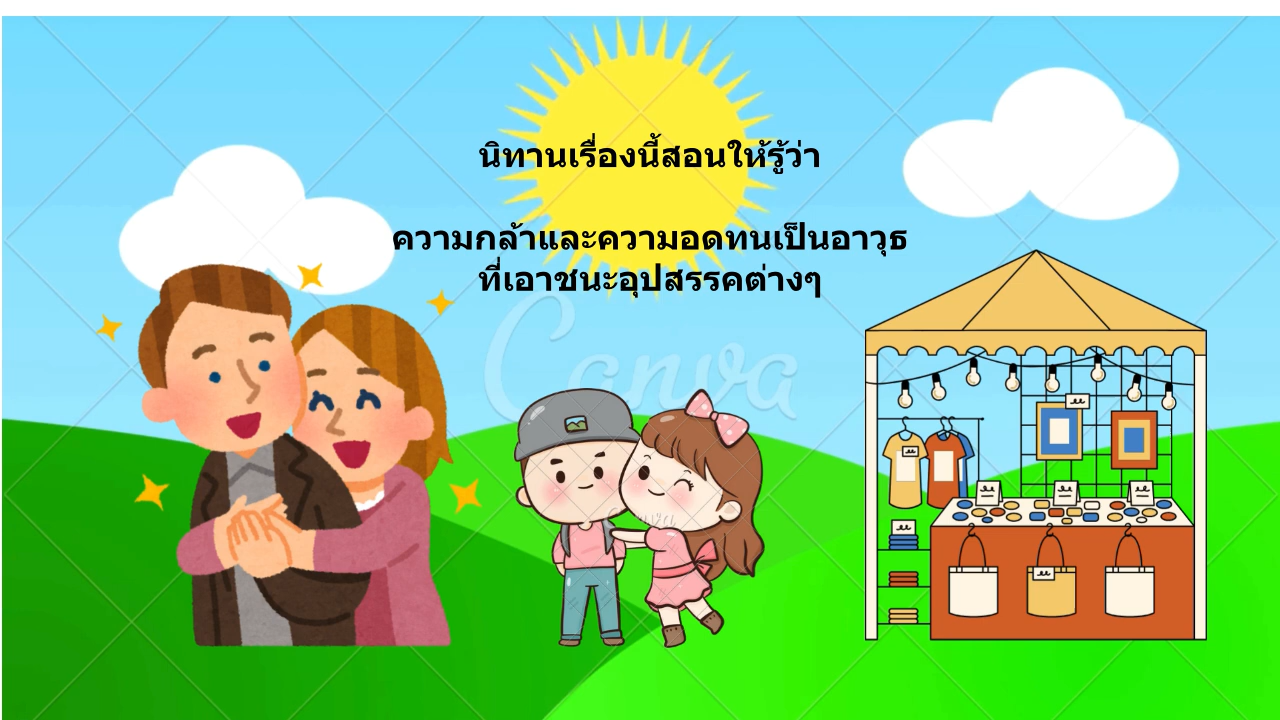 นิทานเรื่องนี้สอนให้รู้ว่า
ความกล้าและความอดทนเป็นอาวุธ
ที่เอาชนะอุปสรรคต่างๆ
Canva
Canva